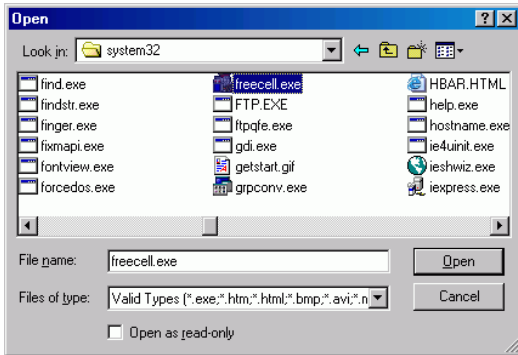 Open
Look in: system32
find.exe freecell.exe HBAR.HTML
findstr.exe FTP.EXE help.exe
finger.exe ftpqfe.exe hostname.exe
fixmapi.exe gdi.exe ie4uinit.exe
fontview.exe getstart.gif ieshwiz.exe
forcedos.exe grpconv.exe iexpress.exe
File name: freecell.exe Open
Files of type: Valid Types (*.exe;*.htm;*.html;*.bmp;*.avi;*. Cancel
Open as read-only